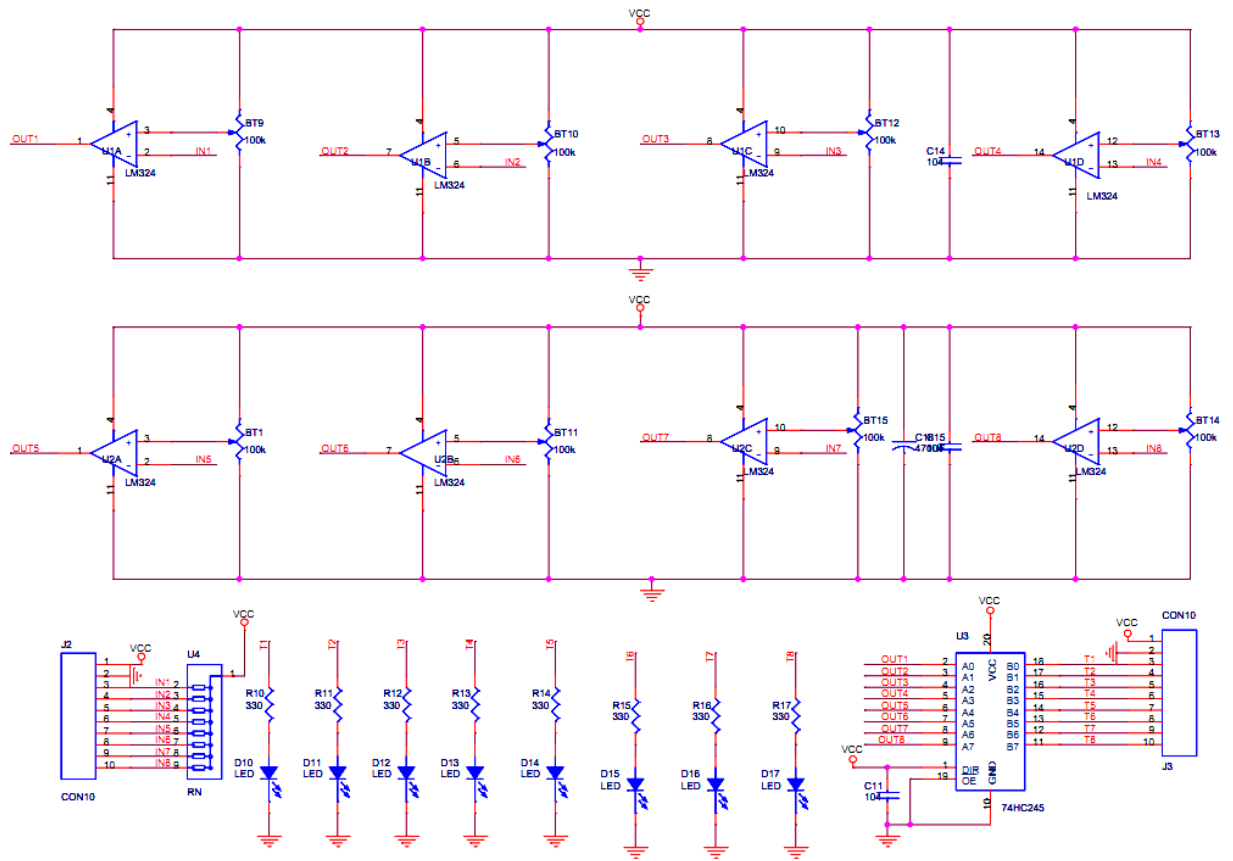 VCC
4
4
4
4
OUT1 1 U1A + 3 BT9 100k
- 2 IN1
11 LM324
OUT2 7 U1B + 5 BT10 100k
- 6 IN2
11 LM324
OUT3 8 U1C + 10 BT12 100k
- 9 IN3
11 LM324
C14
104
OUT4 14 U1D + 12 BT13 100k
- 13 IN4
11 LM324
VCC
4
4
4
4
OUT5 1 U2A + 3 BT1 100k
- 2 IN5
11 LM324
OUT6 7 U2B + 5 BT11 100k
- 6 IN6
11 LM324
OUT7 8 U2C + 10 BT15 100k
- 9 IN7
11 LM324
OUT8 14 U2D + 12 BT14 100k
- 13 IN8
11 LM324
J2
VCC
1
2
3 IN1 2
4 IN2 3
5 IN3 4
6 IN4 5
7 IN5 6
8 IN6 7
9 IN7 8
10 IN8 9
CON10
VCC
U4
1
RN
T1
R10
330
D10
LED
T2
R11
330
D11
LED
T3
R12
330
D12
LED
T4
R13
330
D13
LED
T5
R14
330
D14
LED
T6
R15
330
D15
LED
T7
R16
330
D16
LED
T8
R17
330
D17
LED
VCC
U3
20
VCC
OUT1 2 A0 B0 18 T1 3
OUT2 3 A1 B1 17 T2 4
OUT3 4 A2 B2 16 T3 5
OUT4 5 A3 B3 15 T4 6
OUT5 6 A4 B4 14 T5 7
OUT6 7 A5 B5 13 T6 8
OUT7 8 A6 B6 12 T7 9
OUT8 9 A7 B7 11 T8 10
VCC
1 DIR
19 OE
GND
10
C11
104
74HC245
CON10
VCC
1
2
J3